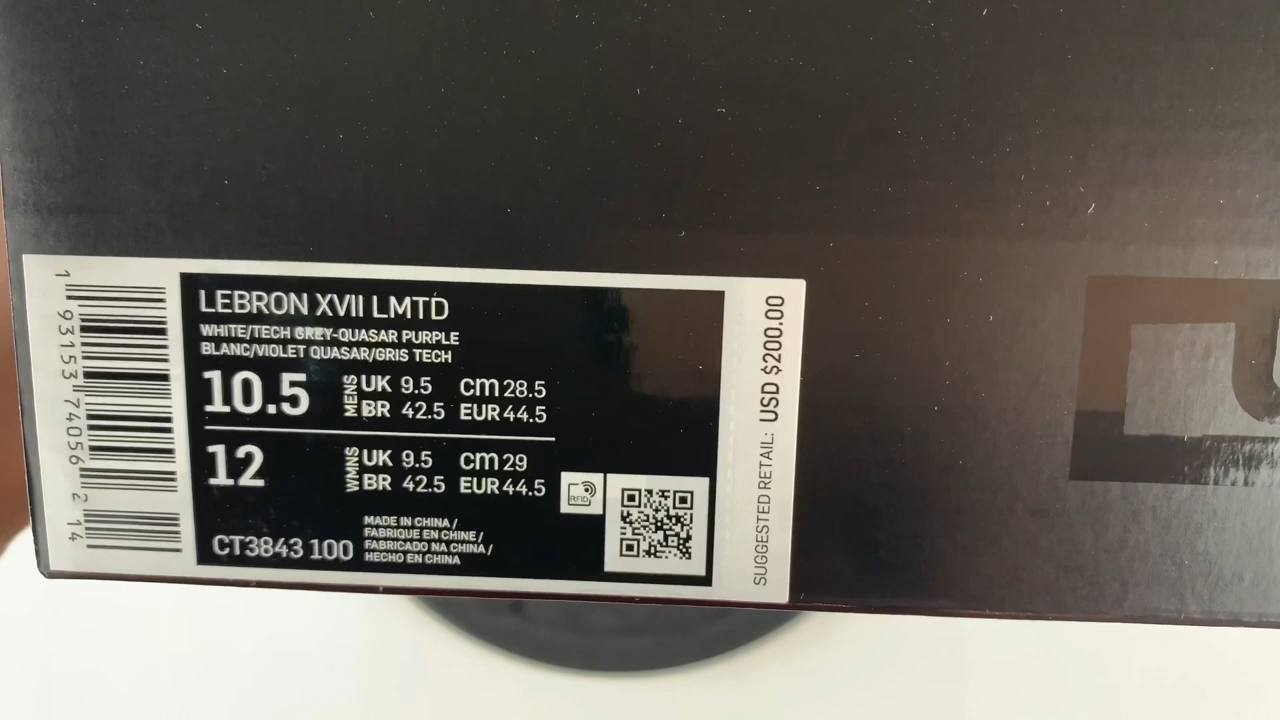 1 93153 74056 2 14
LEBRON XVII LMTD
WHITE/TECH GREY-QUASAR PURPLE
BLANC/VIOLET QUASAR/GRIS TECH
10.5 MENS UK 9.5 cm 28.5
BR 42.5 EUR 44.5
12 WMNS UK 9.5 cm 29
BR 42.5 EUR 44.5
CT3843 100
MADE IN CHINA /
FABRIQUE EN CHINE /
FABRICADO NA CHINA /
HECHO EN CHINA
RFID
SUGGESTED RETAIL: USD $200.00